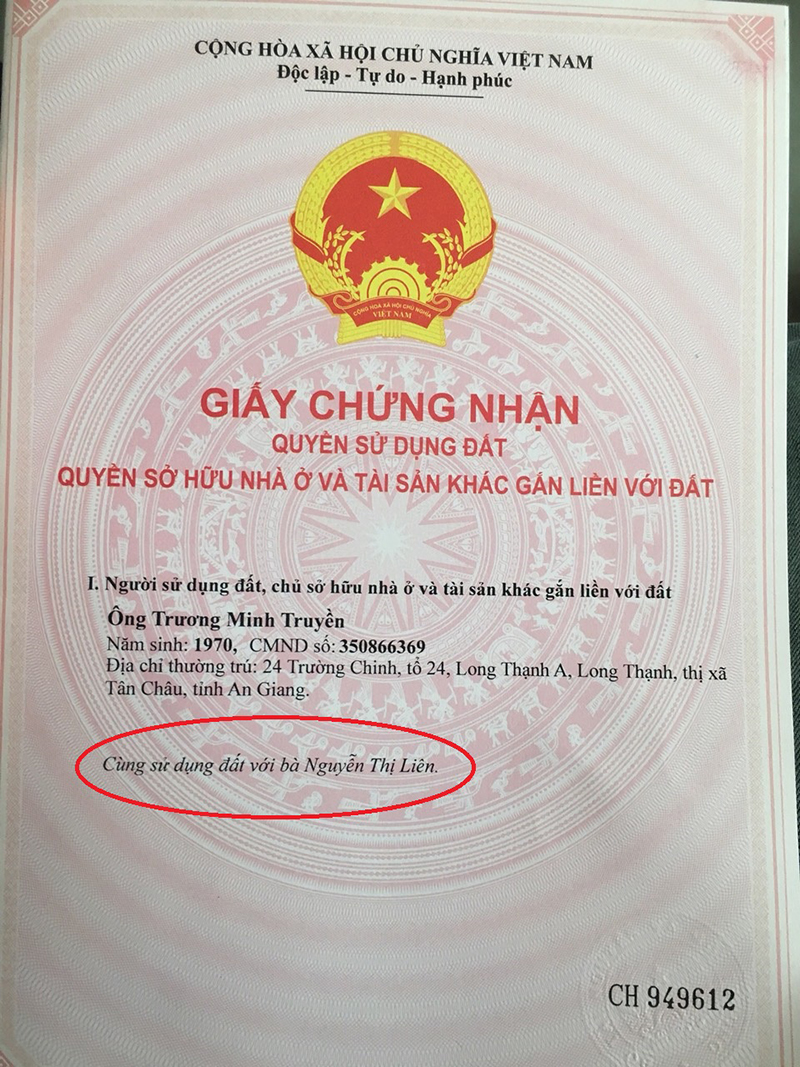 CỘNG HÒA XÃ HỘI CHỦ NGHĨA VIỆT NAM
Độc lập - Tự do - Hạnh phúc
CỘNG HÒA XÃ HỘI CHỦ NGHĨA
VIỆT NAM
GIẤY CHỨNG NHẬN
QUYỀN SỬ DỤNG ĐẤT
QUYỀN SỞ HỮU NHÀ Ở VÀ TÀI SẢN KHÁC GẮN LIỀN VỚI ĐẤT
I. Người sử dụng đất, chủ sở hữu nhà ở và tài sản khác gắn liền với đất
Ông Trương Minh Truyền
Năm sinh: 1970, CMND số: 350866369
Địa chỉ thường trú: 24 Trường Chinh, tổ 24, Long Thạnh A, Long Thạnh, thị xã
Tân Châu, tỉnh An Giang.
Cùng sử dụng đất với bà Nguyễn Thị Liên.
CH 949612